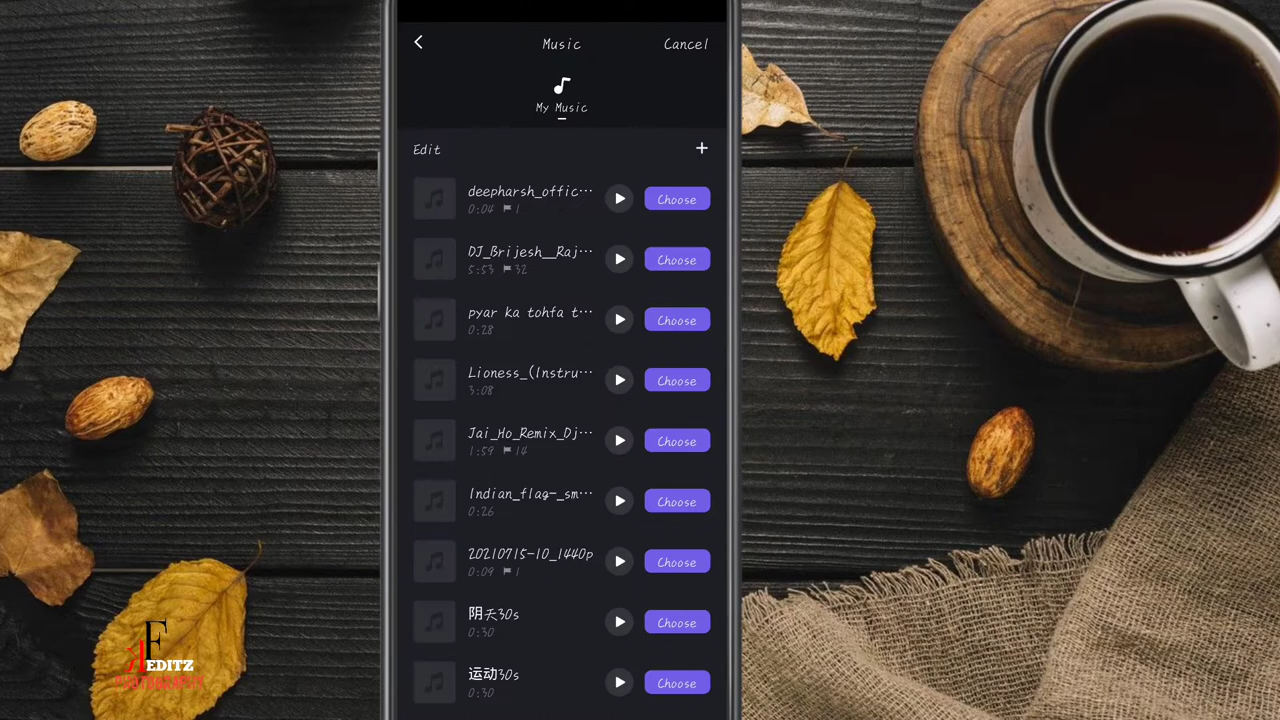 Music
Cancel
My Music
Edit
deepharsh_offic···
0:04 1
Choose
DJ_Brijesh__Raj···
5:53 32
Choose
pyar ka tohfa t···
0:28
Choose
Lioness_(Instru···
3:08
Choose
Jai_Ho_Remix_Dj···
1:59 14
Choose
Indian_flag-_sm···
0:26
Choose
20210715-10_1440p
0:09 1
Choose
阴天30s
0:30
Choose
运动30s
0:30
Choose
F
EDITZ
PHOTOGRAPHY